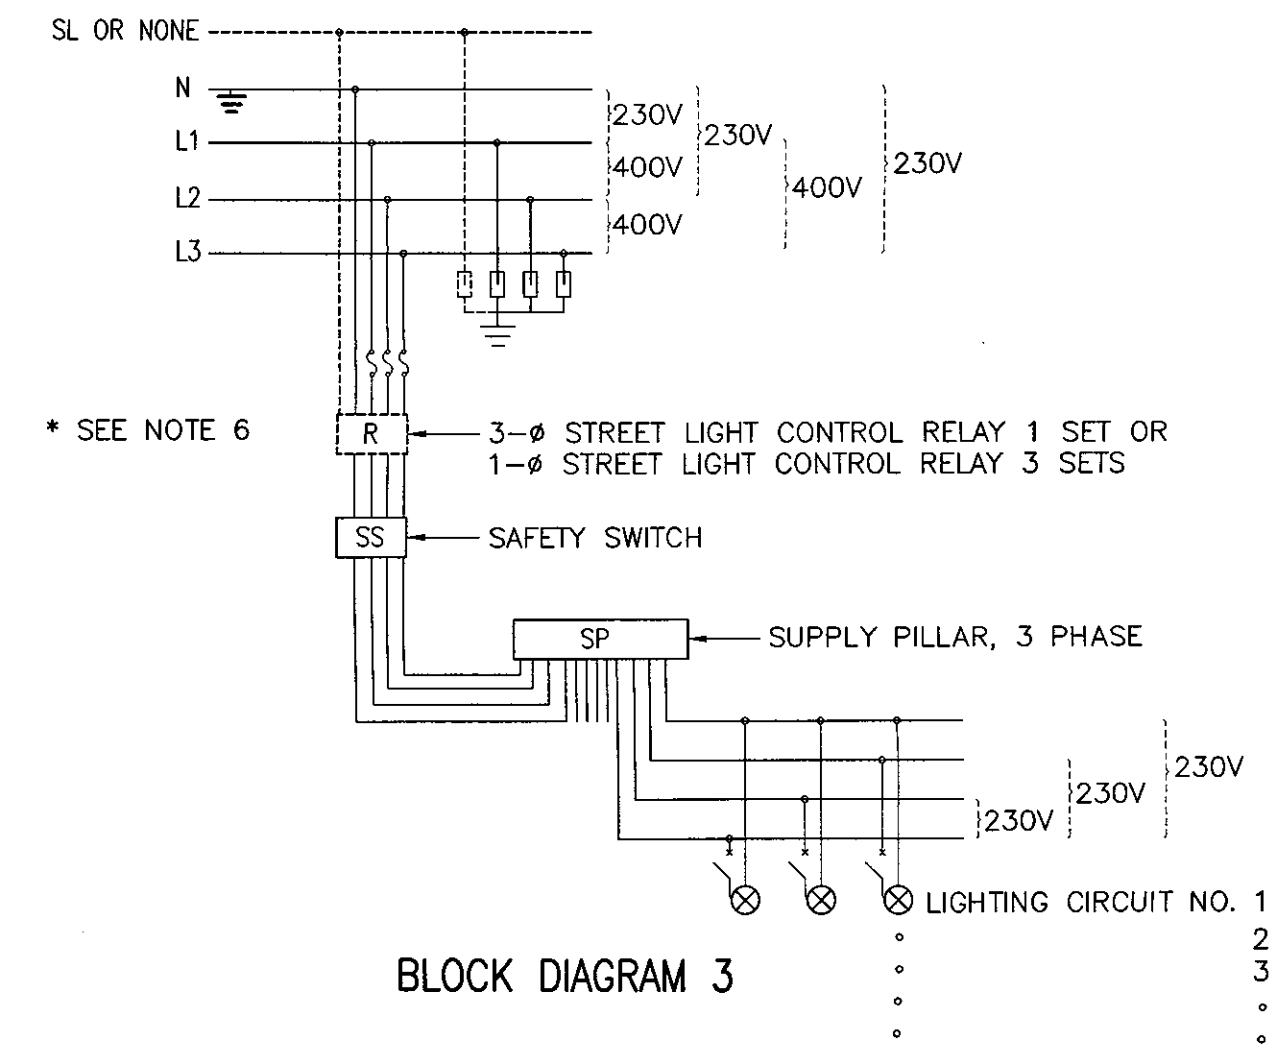 SL OR NONE
N
230V
L1
230V
400V
230V
400V
L2
400V
L3
* SEE NOTE 6
R
3-ø STREET LIGHT CONTROL RELAY 1 SET OR
1-ø STREET LIGHT CONTROL RELAY 3 SETS
SS
SAFETY SWITCH
SP
SUPPLY PILLAR, 3 PHASE
230V
230V
230V
LIGHTING CIRCUIT NO. 1
2
3
BLOCK DIAGRAM 3